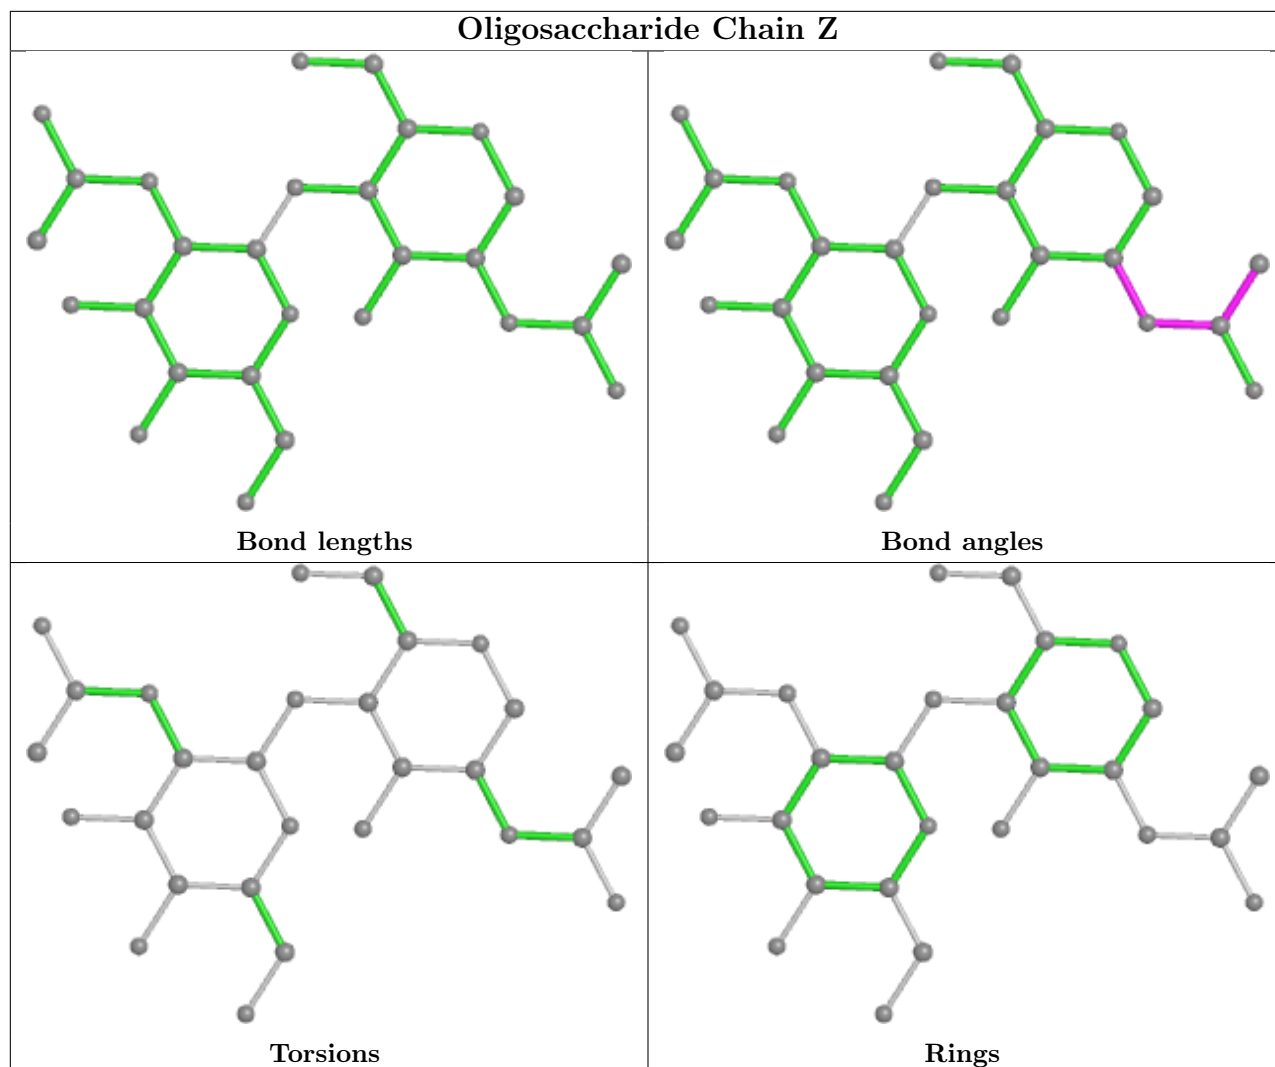 Oligosaccharide Chain Z
Bond lengths
Bond angles
Torsions
Rings